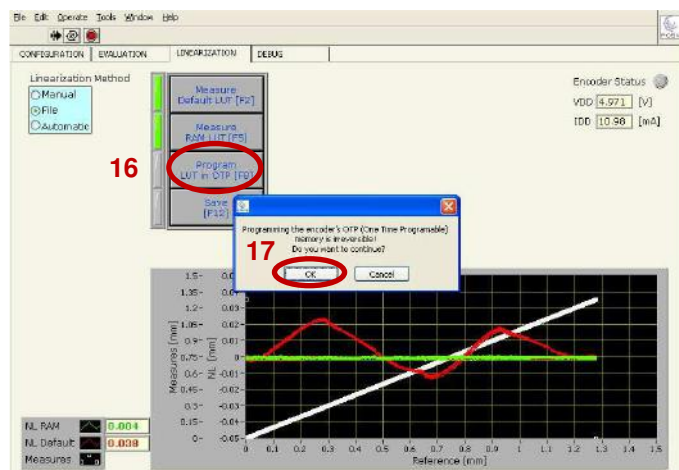 File Edit Operate Tools Window Help
CONFIGURATION EVALUATION LINEARIZATION DEBUG
Linearization Method
Manual
File
Automatic
Measure
Default LUT [F2]
Measure
RAM LUT [F5]
Program
LUT in OTP [F8]
Save
[F12]
16
Encoder Status
VDD 4.971 [V]
IDD 10.98 [mA]
Programming the encoder's OTP (One Time Programable)
memory is irreversible!
Do you want to continue?
17
OK Cancel
Measures [mm]
1.5-
1.35-
1.2-
1.05-
0.9-
0.75-
0.6-
0.45-
0.3-
0.15-
0-
NL [mm]
0.03-
0.02-
0.01-
0-
-0.01-
-0.02-
-0.03-
-0.04-
-0.05-
0 0.1 0.2 0.3 0.4 0.5 0.6 0.7 0.8 0.9 1 1.1 1.2 1.3 1.4 1.5
Reference [mm]
NL RAM 0.004
NL Default 0.038
Measures